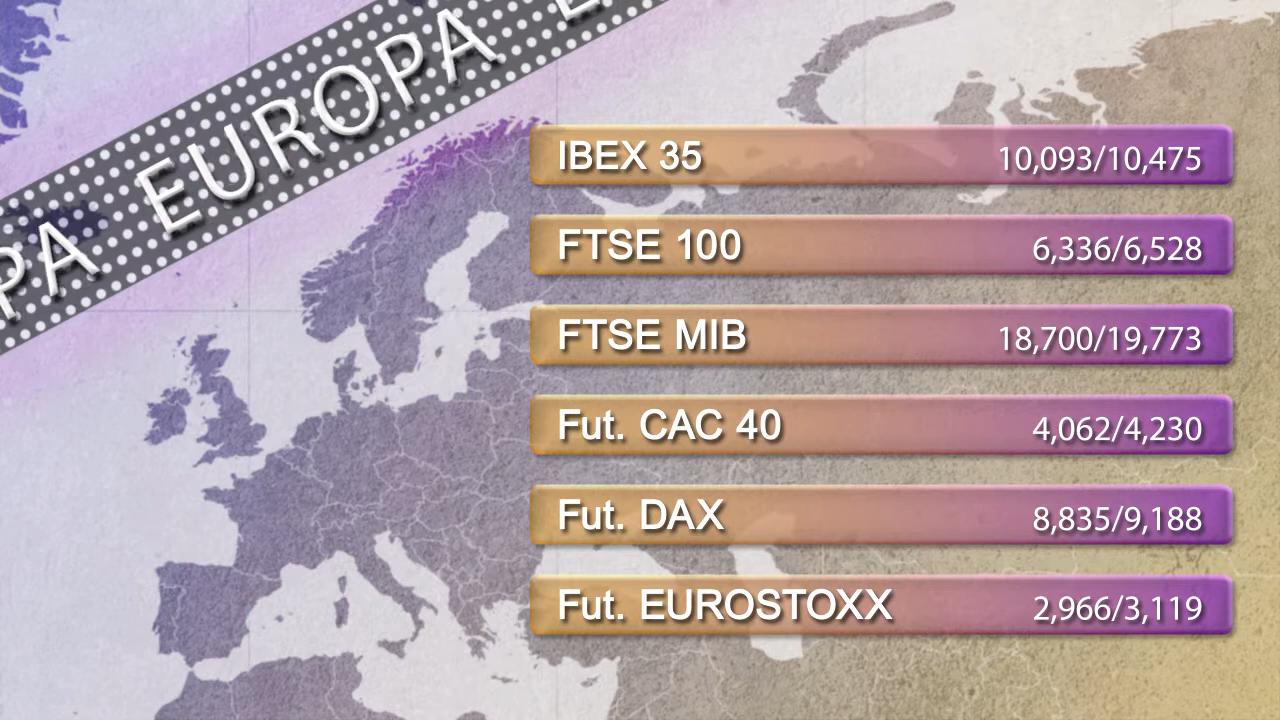 PA EUROPA E
IBEX 35 10,093/10,475
FTSE 100 6,336/6,528
FTSE MIB 18,700/19,773
Fut. CAC 40 4,062/4,230
Fut. DAX 8,835/9,188
Fut. EUROSTOXX 2,966/3,119